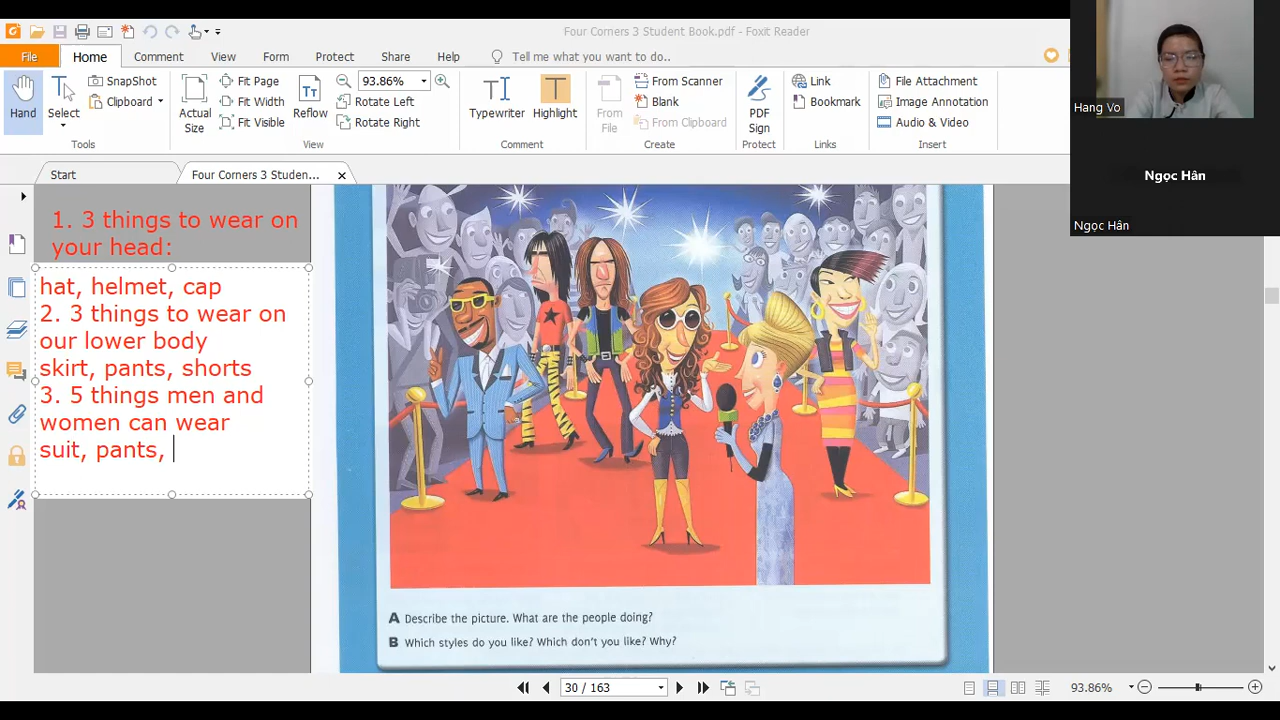 Four Corners 3 Student Book.pdf - Foxit Reader
File
Home
Comment
View
Form
Protect
Share
Help
Tell me what you want to do..
Hand
Select
SnapShot
Clipboard
Tools
Actual
Size
Fit Page
Fit Width
Fit Visible
Reflow
93.86%
Rotate Left
Rotate Right
View
Typewriter
Highlight
Comment
From
File
From Scanner
Blank
From Clipboard
Create
PDF
Sign
Protect
Link
Bookmark
Links
File Attachment
Image Annotation
Audio & Video
Insert
Hang Vo
Ngọc Hân
Ngọc Hân
Start
Four Corners 3 Studen...
1. 3 things to wear on
your head:
hat, helmet, cap
2. 3 things to wear on
our lower body
skirt, pants, shorts
3. 5 things men and
women can wear
suit, pants,
A Describe the picture. What are the people doing?
B Which styles do you like? Which don't you like? Why?
30 / 163
93.86%